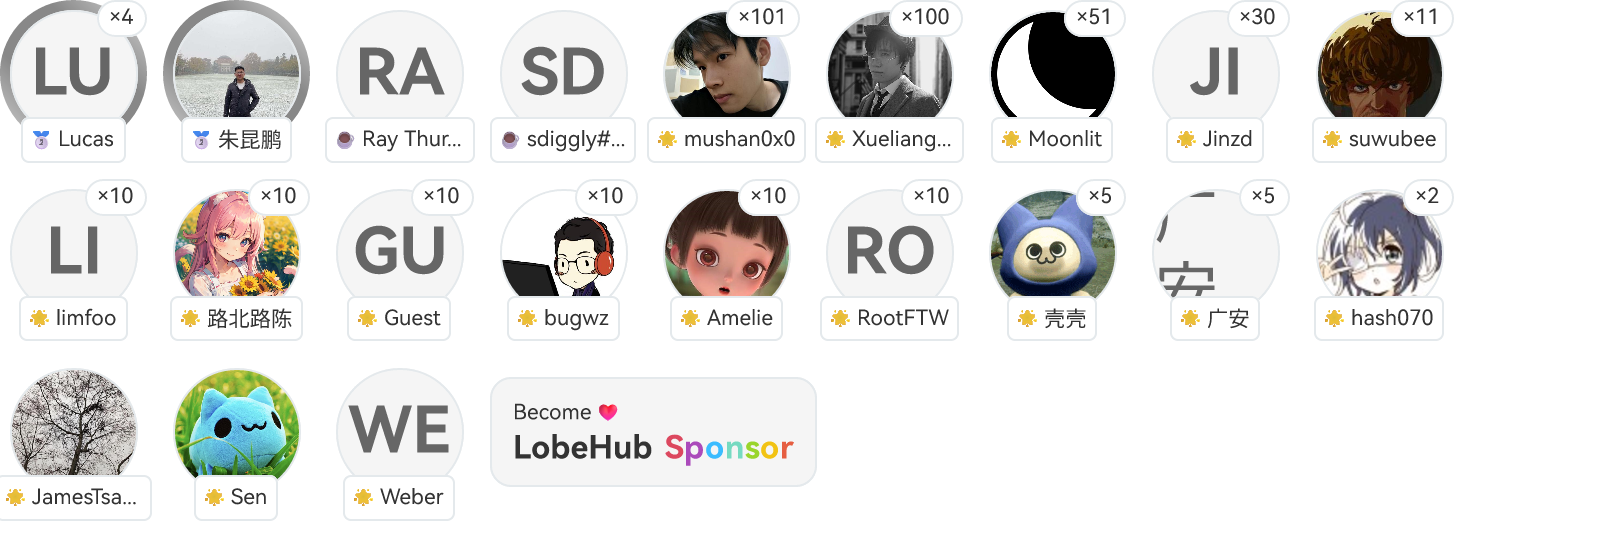 ×4 ×101 ×100 ×51 ×30 ×11
LU RA SD JI
Lucas 朱昆鹏 Ray Thur... sdiggly#... mushan0x0 Xueliang... Moonlit Jinzd suwubee
×10 ×10 ×10 ×10 ×10 ×10 ×5 ×5 ×2
LI GU RO 广安
limfoo 路北路陈 Guest bugwz Amelie RootFTW 壳壳 广安 hash070
WE
JamesTsa... Sen Weber
Become
LobeHub Sponsor